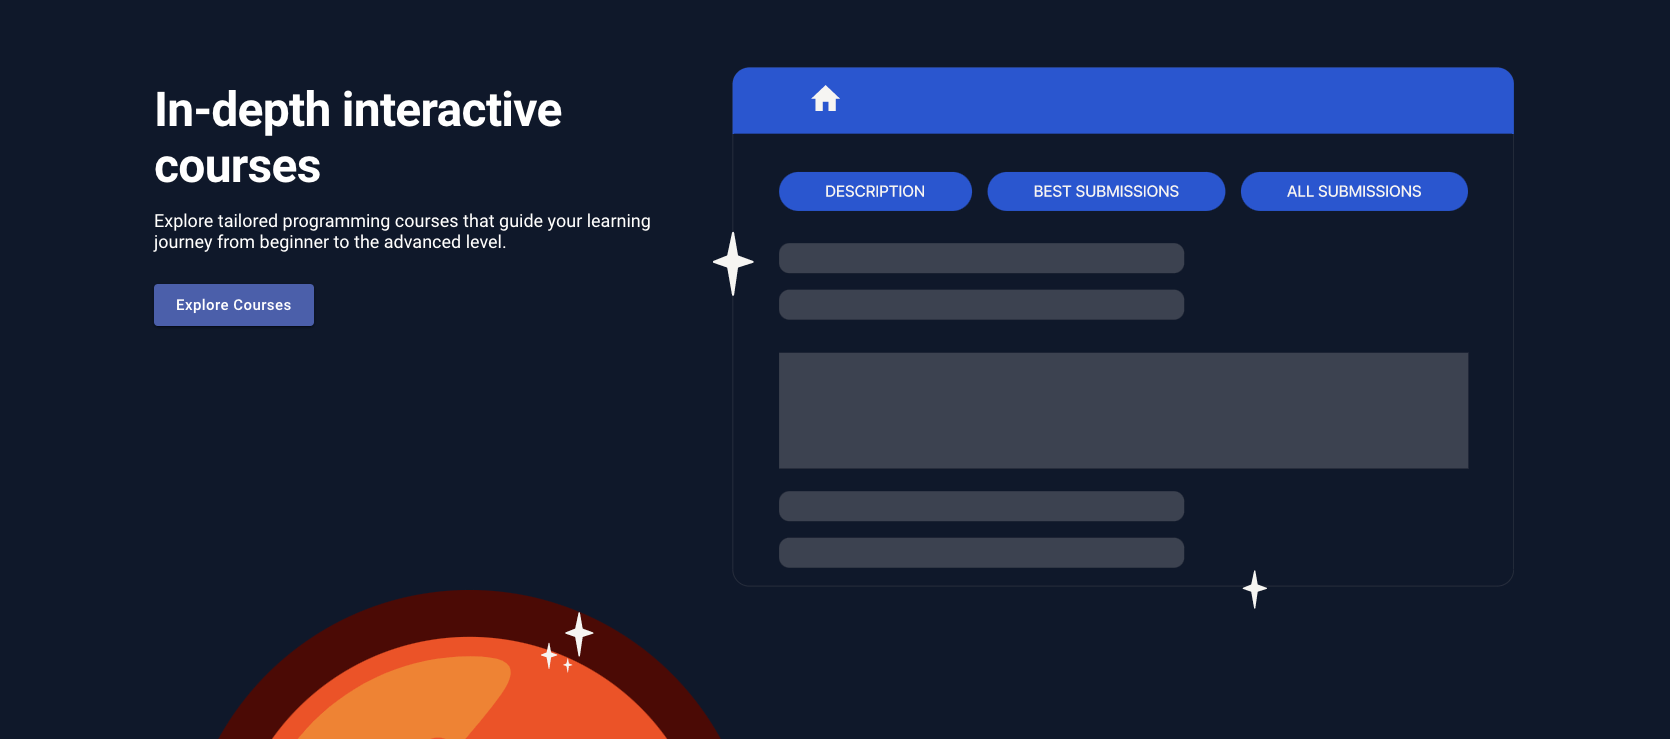 In-depth interactive
courses
Explore tailored programming courses that guide your learning
journey from beginner to the advanced level.
Explore Courses
DESCRIPTION
BEST SUBMISSIONS
ALL SUBMISSIONS